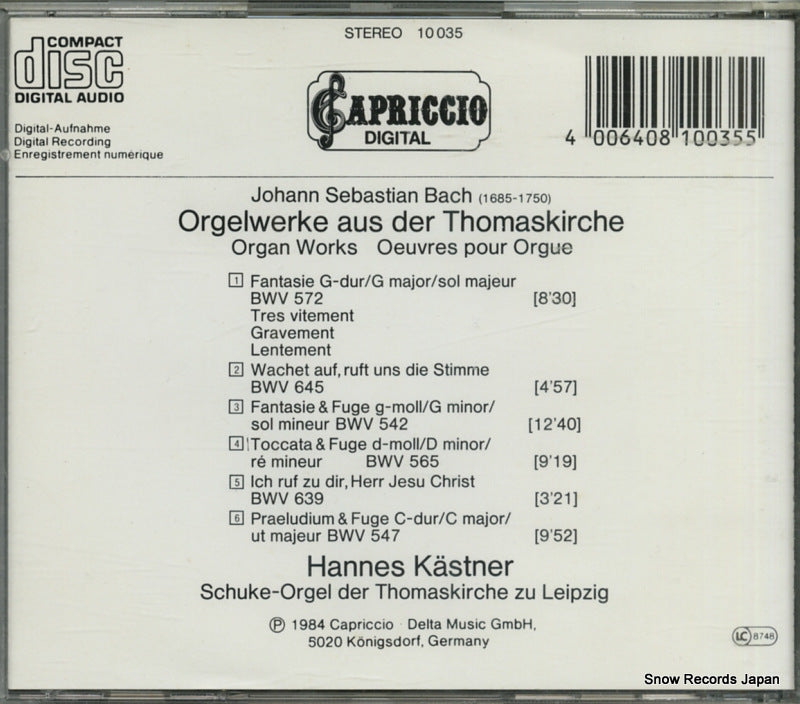 STEREO 10 035
COMPACT
disc
DIGITAL AUDIO
CAPRICCIO
DIGITAL
Digital-Aufnahme
Digital Recording
Enregistrement numérique
4 006408 100355
Johann Sebastian Bach (1685-1750)
Orgelwerke aus der Thomaskirche
Organ Works Oeuvres pour Orgue
1 Fantasie G-dur/G major/sol majeur
BWV 572 [8'30]
Tres vitement
Gravement
Lentement
2 Wachet auf, ruft uns die Stimme
BWV 645 [4'57]
3 Fantasie & Fuge g-moll/G minor/
sol mineur BWV 542 [12'40]
4 Toccata & Fuge d-moll/D minor/
ré mineur BWV 565 [9'19]
5 Ich ruf zu dir, Herr Jesu Christ
BWV 639 [3'21]
6 Praeludium & Fuge C-dur/C major/
ut majeur BWV 547 [9'52]
Hannes Kästner
Schuke-Orgel der Thomaskirche zu Leipzig
℗ 1984 Capriccio · Delta Music GmbH,
5020 Königsdorf, Germany
LC 8748
Snow Records Japan